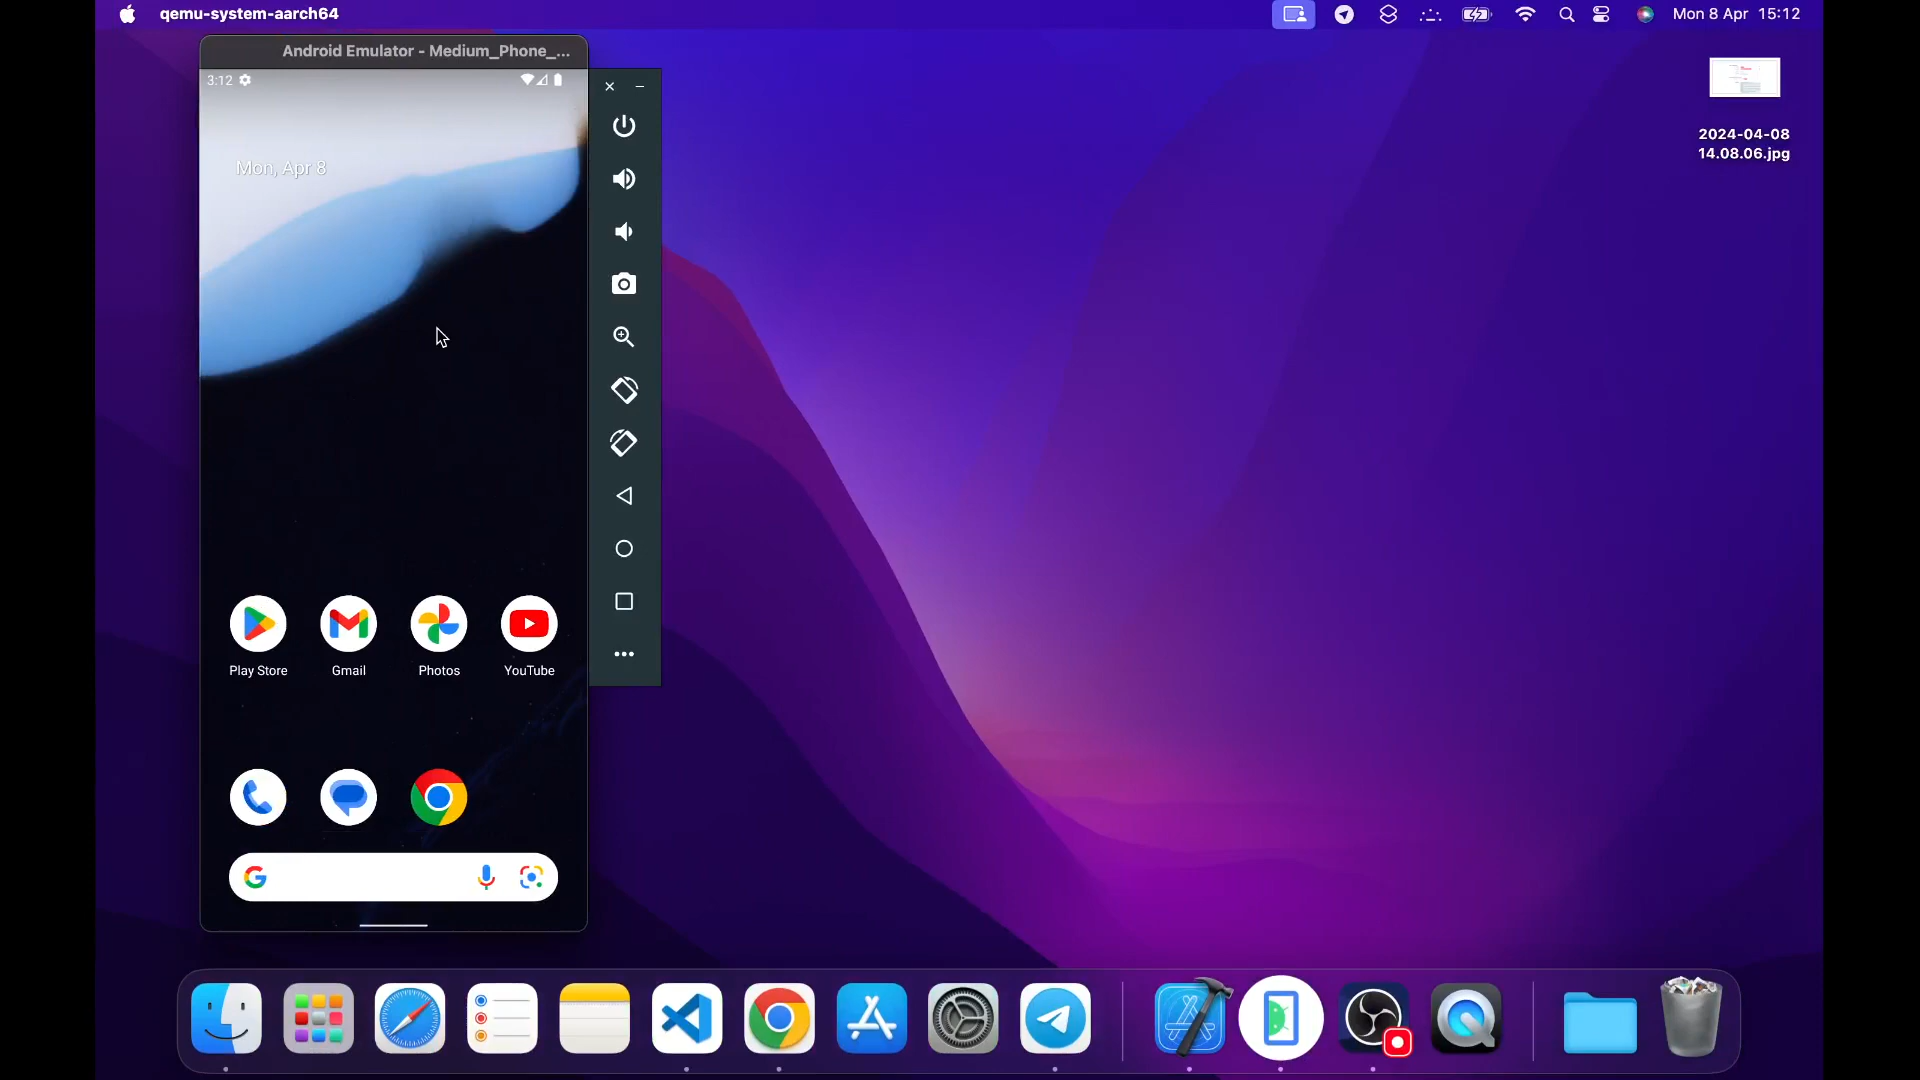 qemu-system-aarch64
Mon 8 Apr 15:12
Android Emulator - Medium_Phone_...
3:12
Mon, Apr 8
2024-04-08
14.08.06.jpg
Play Store
Gmail
Photos
YouTube